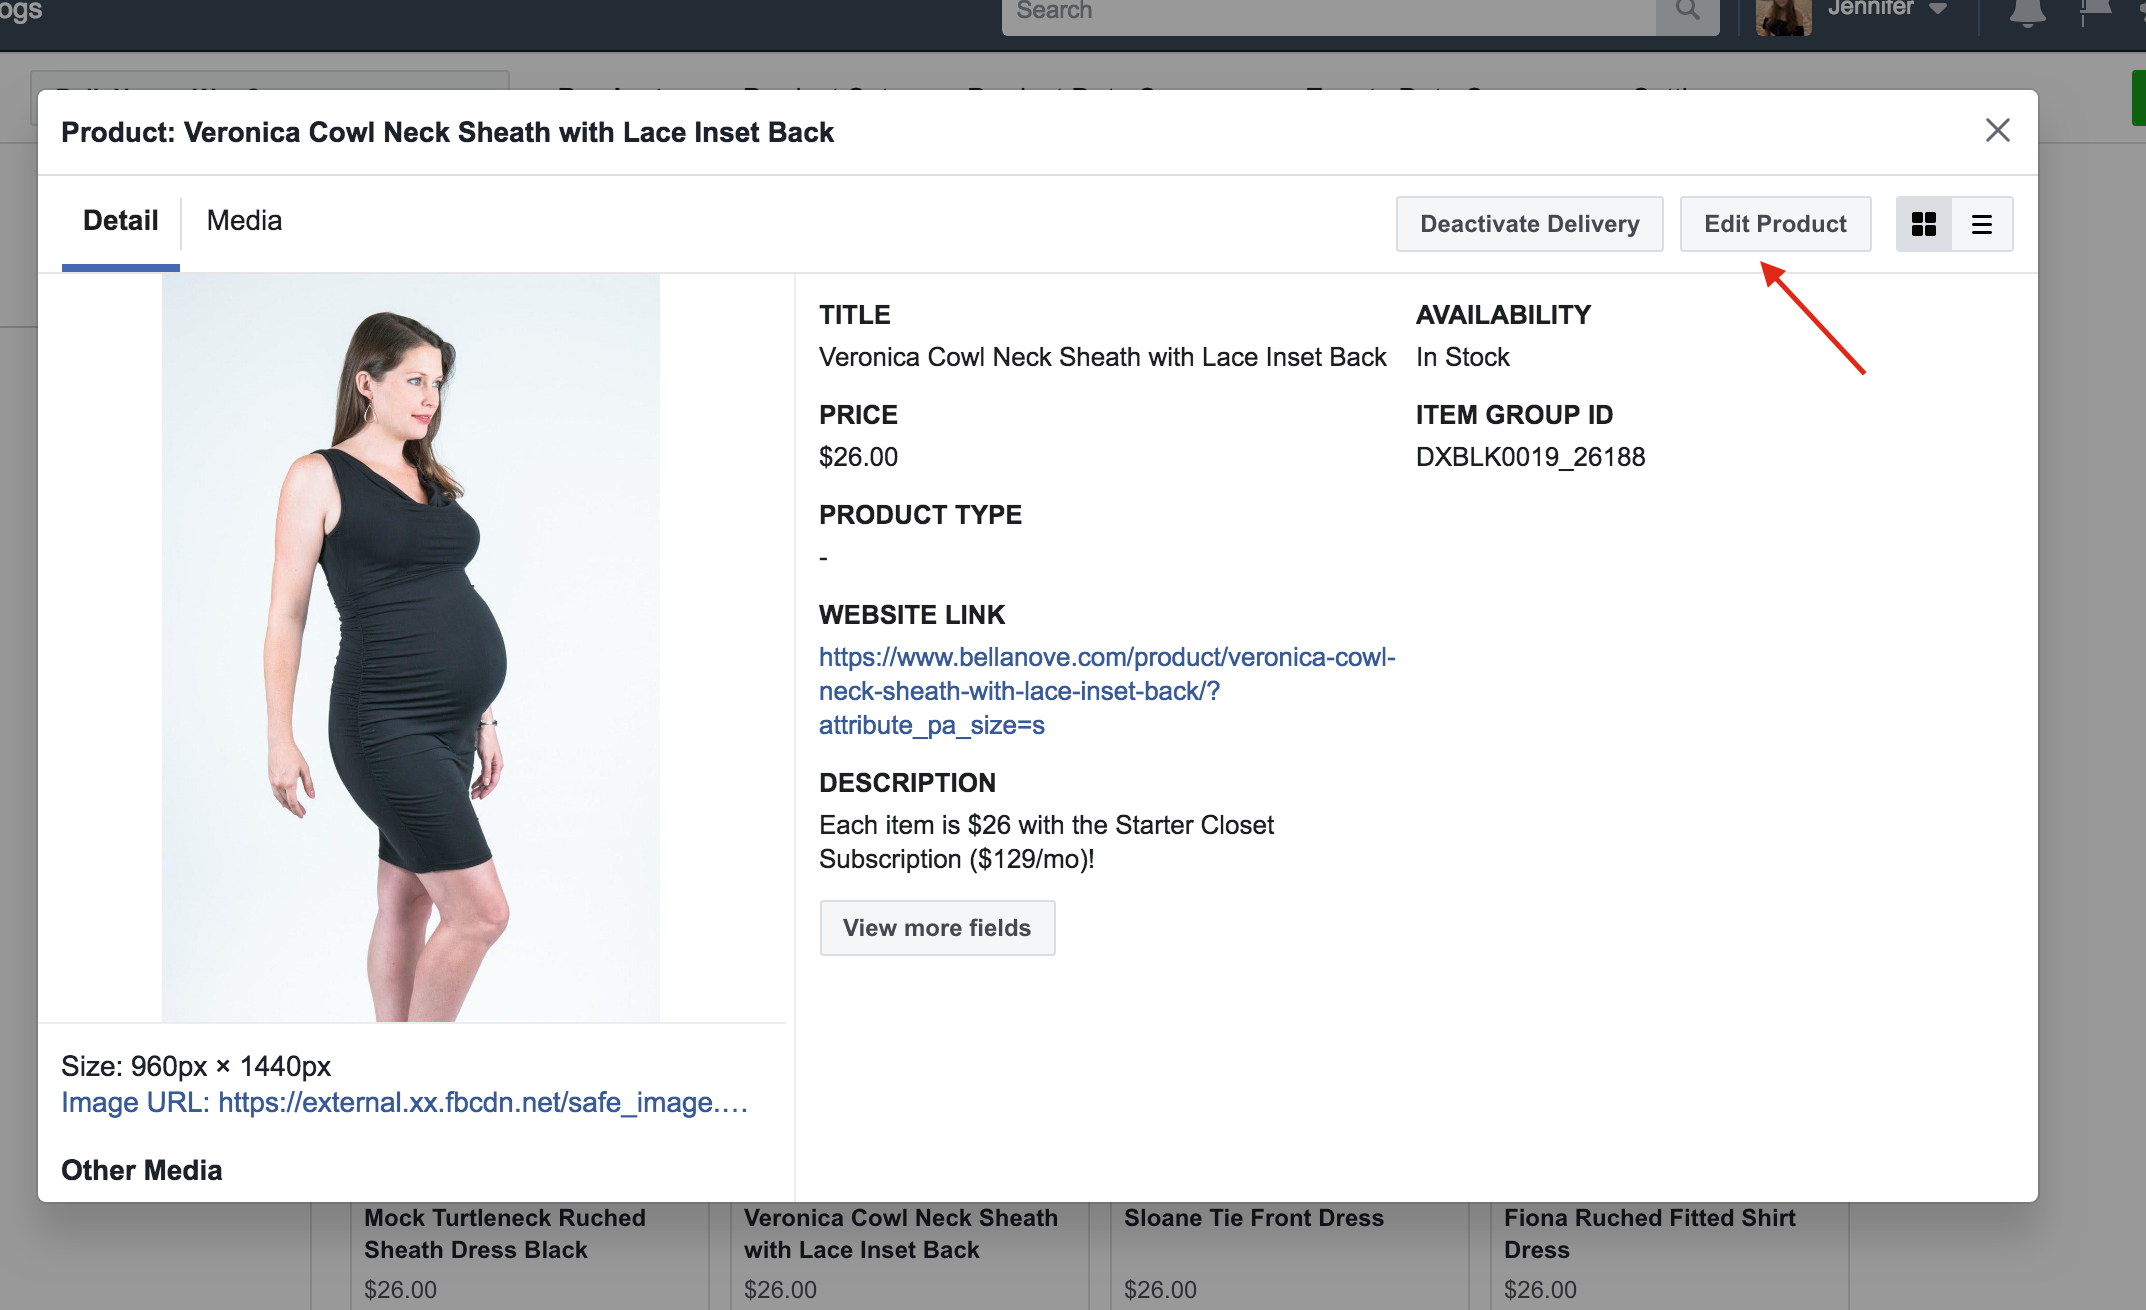 ogs
Search
Jennifer
Product: Veronica Cowl Neck Sheath with Lace Inset Back
Detail
Media
Deactivate Delivery
Edit Product
TITLE
Veronica Cowl Neck Sheath with Lace Inset Back
AVAILABILITY
In Stock
PRICE
$26.00
ITEM GROUP ID
DXBLK0019_26188
PRODUCT TYPE
-
WEBSITE LINK
https://www.bellanove.com/product/veronica-cowl-
neck-sheath-with-lace-inset-back/?
attribute_pa_size=s
DESCRIPTION
Each item is $26 with the Starter Closet
Subscription ($129/mo)!
View more fields
Size: 960px × 1440px
Image URL: https://external.xx.fbcdn.net/safe_image.…
Other Media
Mock Turtleneck Ruched
Sheath Dress Black
$26.00
Veronica Cowl Neck Sheath
with Lace Inset Back
$26.00
Sloane Tie Front Dress
$26.00
Fiona Ruched Fitted Shirt
Dress
$26.00